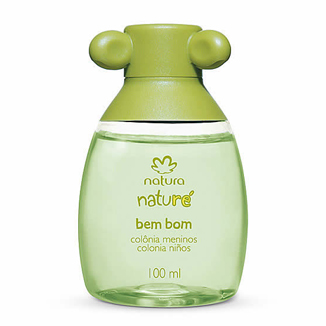 natura
naturé
bem bom
colônia meninos
colonia niños
100 ml